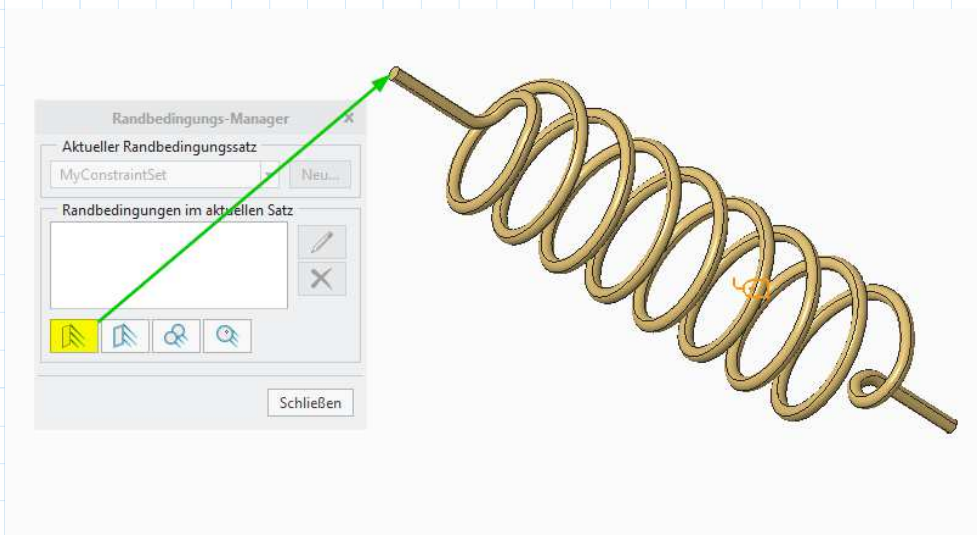 Randbedingungs-Manager
x
Aktueller Randbedingungssatz
MyConstraintSet
Neu...
Randbedingungen im aktuellen Satz
Schließen